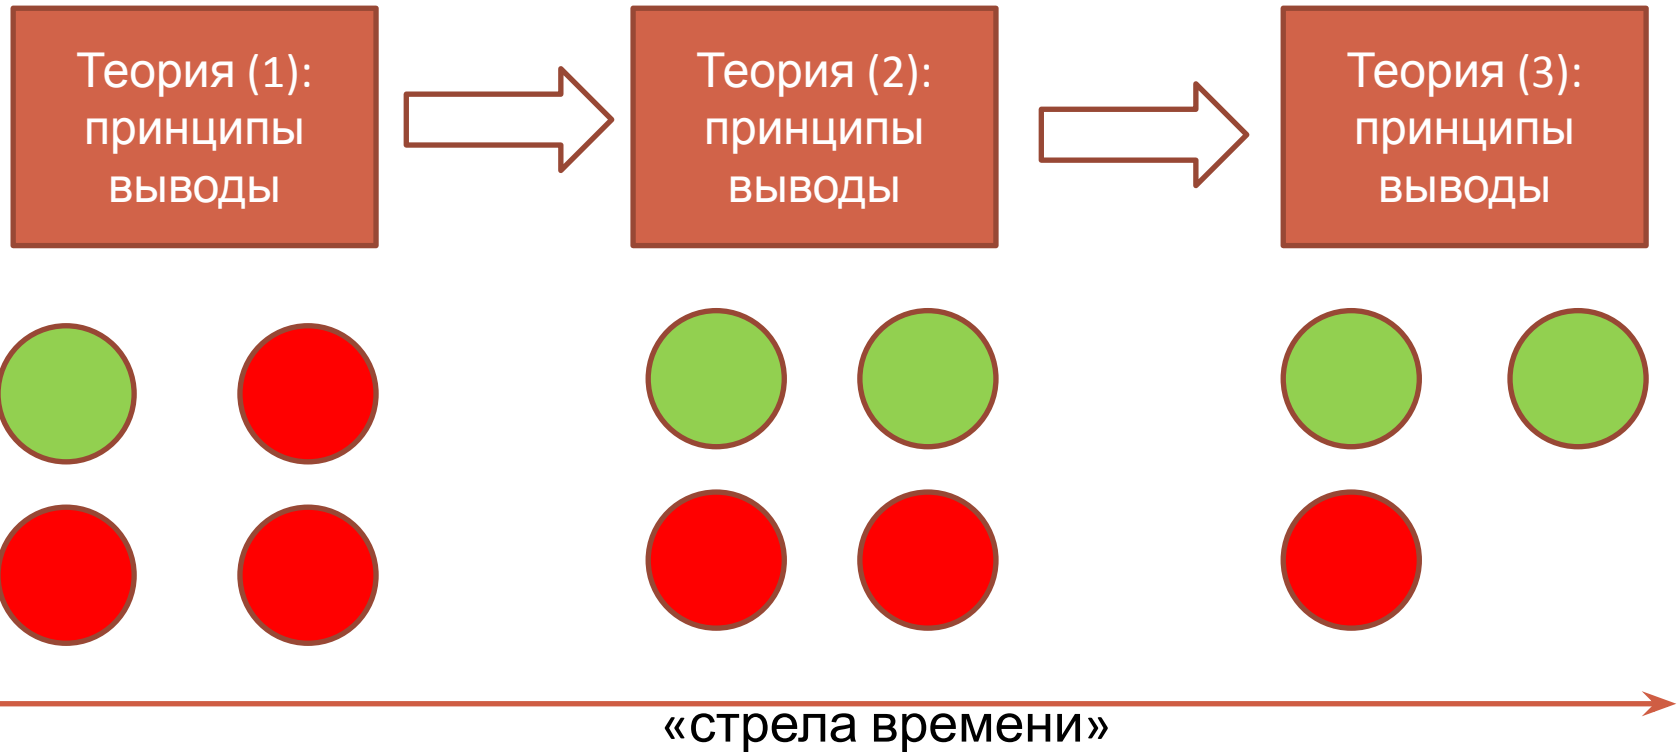 Теория (1):
принципы
выводы
Теория (2):
принципы
выводы
Теория (3):
принципы
выводы
«стрела времени»